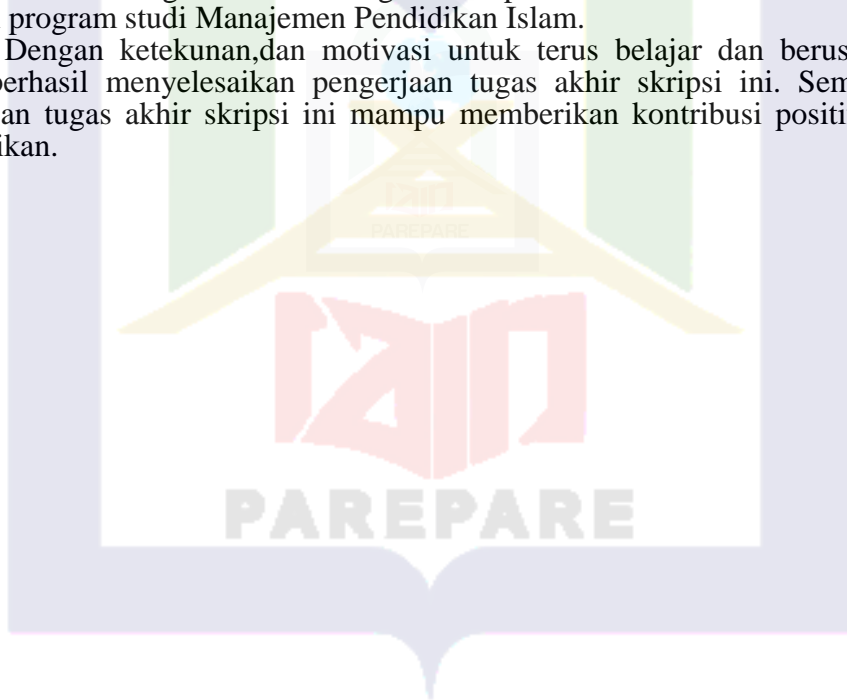 program studi Manajemen Pendidikan Islam.
Dengan ketekunan,dan motivasi untuk terus belajar dan berus
erhasil menyelesaikan pengerjaan tugas akhir skripsi ini. Sem
an tugas akhir skripsi ini mampu memberikan kontribusi positi
ikan.
PAREPARE
PAREPARE